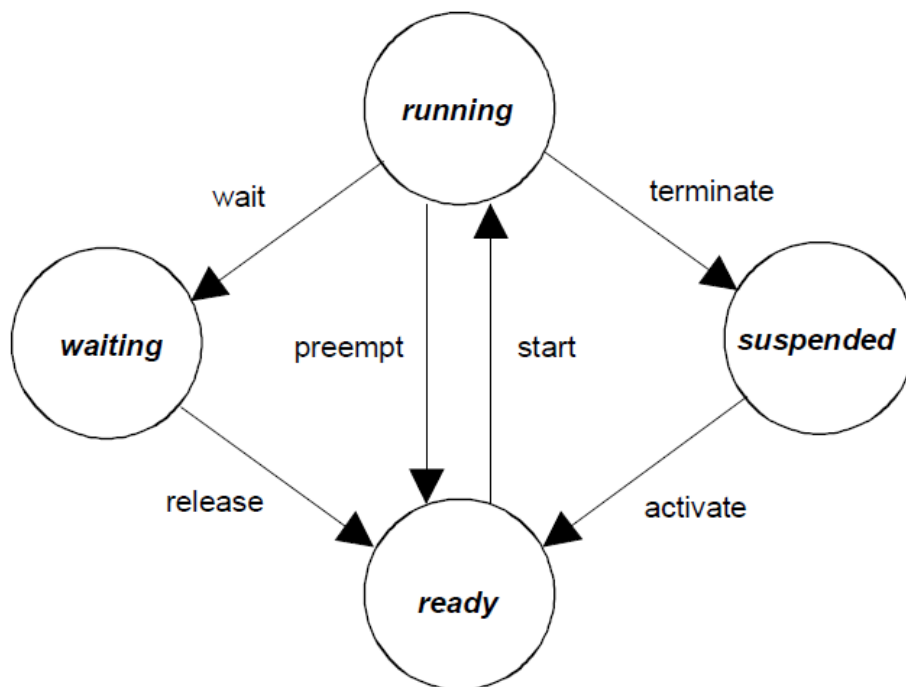 running
wait
terminate
waiting
preempt
start
suspended
release
activate
ready